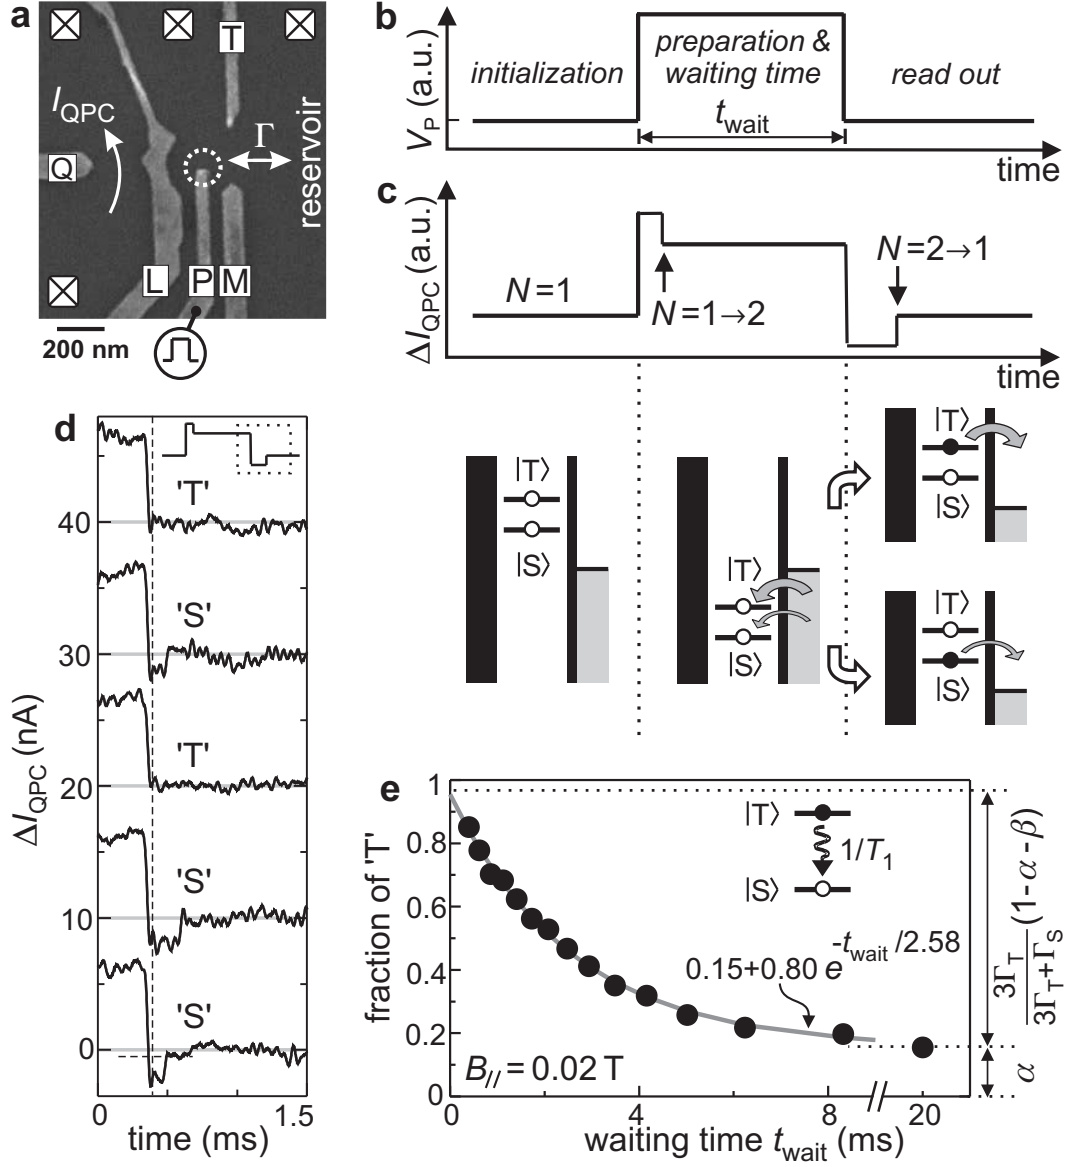 a
T
I_QPC
Γ
reservoir
Q
L
P
M
200 nm
b
V_P (a.u.)
initialization
preparation &
waiting time
t_wait
read out
time
c
ΔI_QPC (a.u.)
N=1
N=1→2
N=2→1
time
|T⟩
|S⟩
|T⟩
|S⟩
|T⟩
|S⟩
|T⟩
|S⟩
d
'T'
40
'S'
30
'T'
20
'S'
10
'S'
0
ΔI_QPC (nA)
0
1.5
time (ms)
e
1
0.8
0.6
0.4
0.2
0
fraction of 'T'
|T⟩
1/T₁
|S⟩
0.15+0.80 e^{-t_wait/2.58}
B_// = 0.02 T
0
4
8
20
waiting time t_wait (ms)
3Γ_T
3Γ_T+Γ_S
(1-α-β)
α